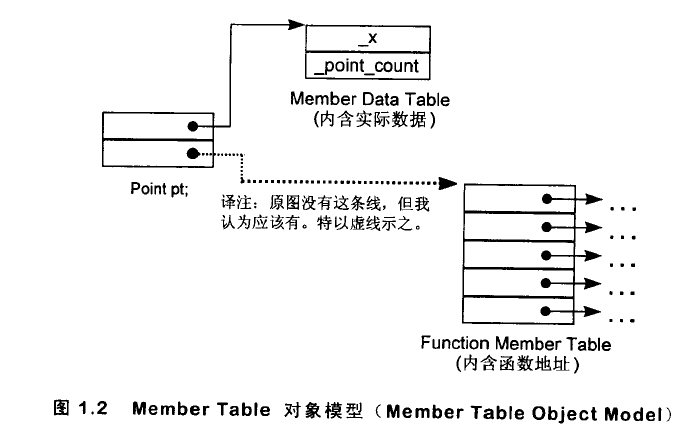 _x
_point_count
Member Data Table
(内含实际数据)
Point pt;
译注：原图没有这条线，但我
认为应该有。特以虚线示之。
...
...
...
...
...
Function Member Table
(内含函数地址)
图 1.2 Member Table 对象模型（Member Table Object Model）